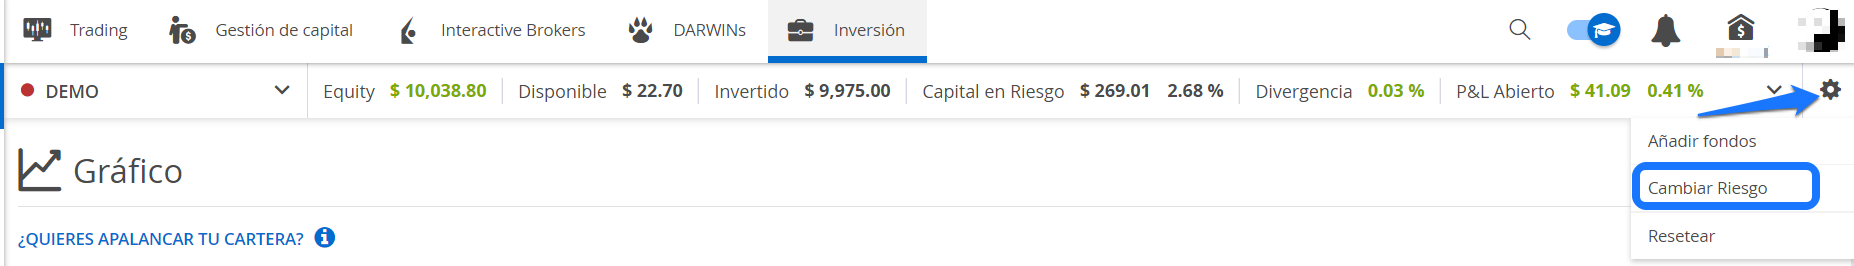 Trading Gestión de capital Interactive Brokers DARWINs Inversión
DEMO Equity $ 10,038.80 Disponible $ 22.70 Invertido $ 9,975.00 Capital en Riesgo $ 269.01 2.68 % Divergencia 0.03 % P&L Abierto $ 41.09 0.41 %
Añadir fondos
Gráfico
Cambiar Riesgo
¿QUIERES APALANCAR TU CARTERA?
Resetear